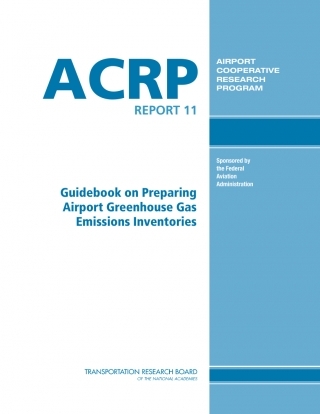 ACRP
REPORT 11
AIRPORT
COOPERATIVE
RESEARCH
PROGRAM
Sponsored by
the Federal
Aviation
Administration
Guidebook on Preparing
Airport Greenhouse Gas
Emissions Inventories
TRANSPORTATION RESEARCH BOARD
OF THE NATIONAL ACADEMIES